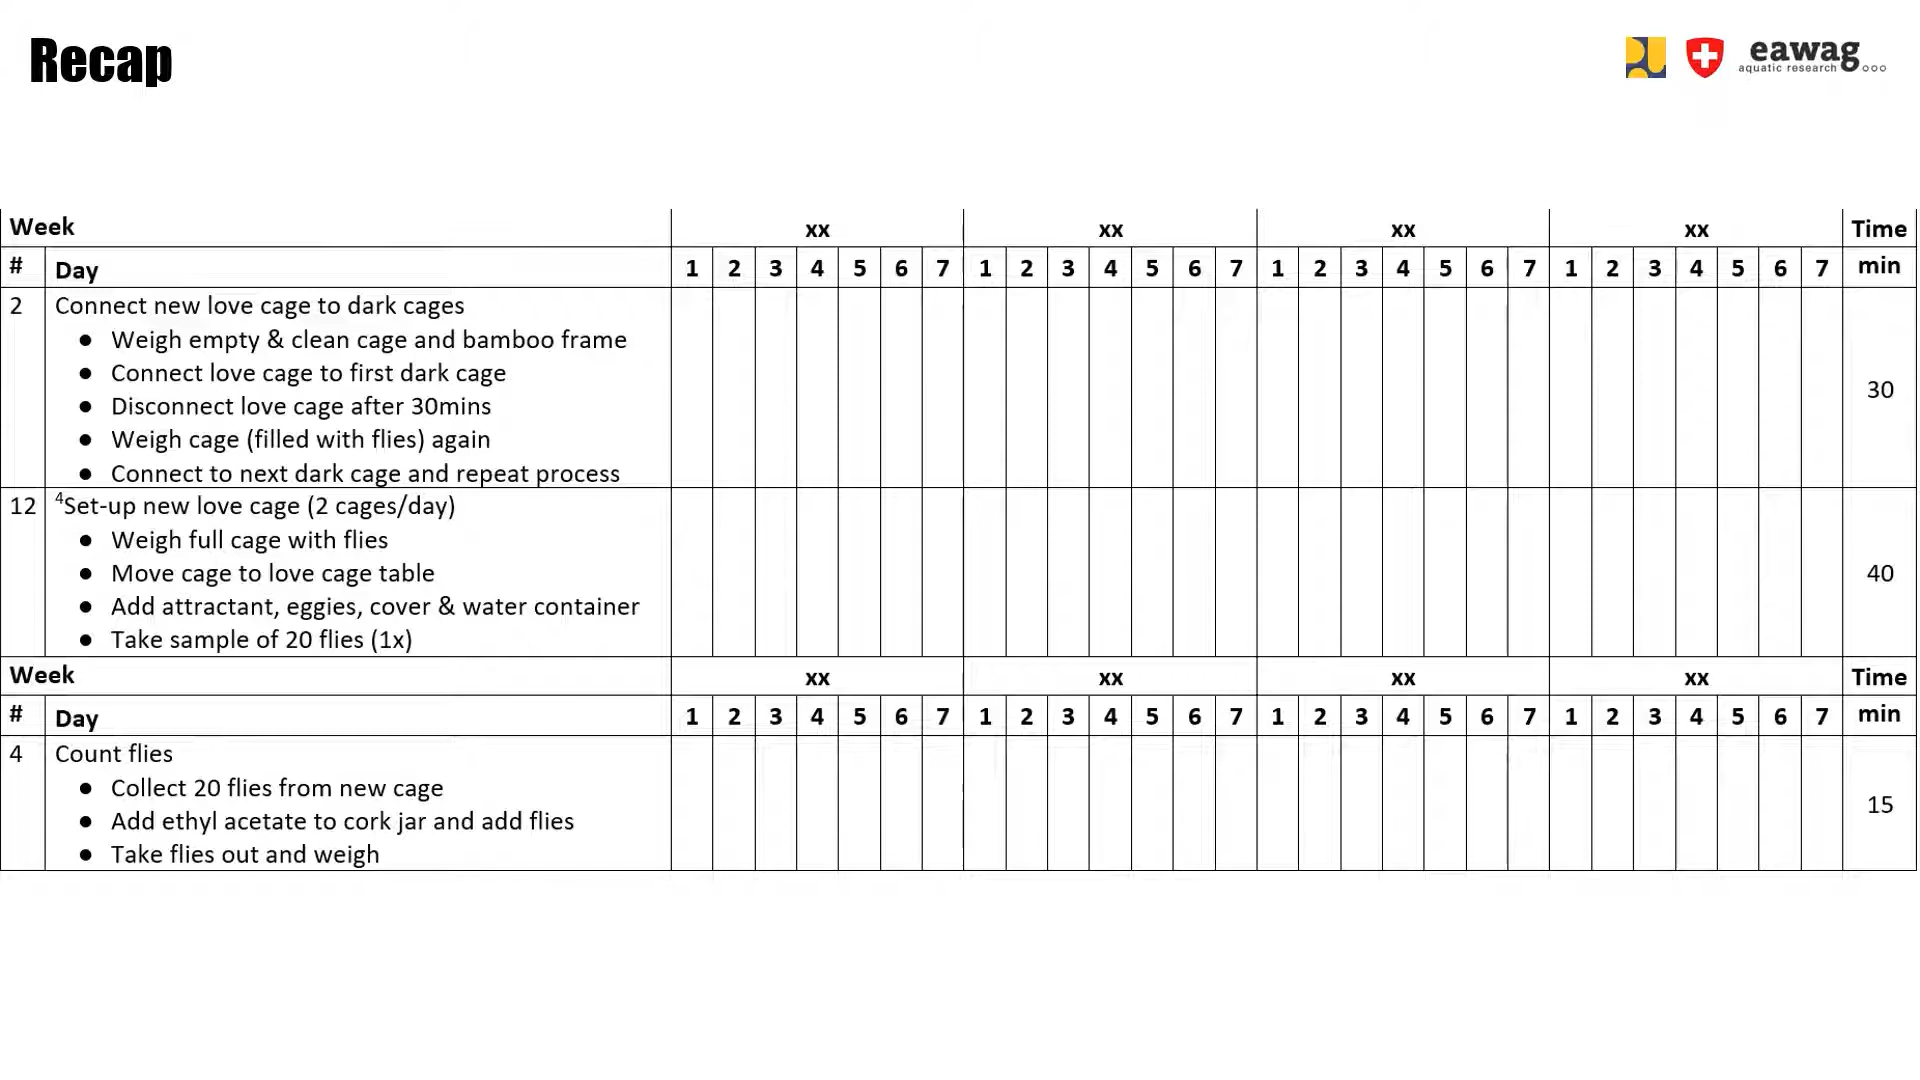 Recap
eawag
aquatic research
Week xx xx xx xx Time
# Day 1 2 3 4 5 6 7 1 2 3 4 5 6 7 1 2 3 4 5 6 7 1 2 3 4 5 6 7 min
2 Connect new love cage to dark cages
● Weigh empty & clean cage and bamboo frame
● Connect love cage to first dark cage
● Disconnect love cage after 30mins
● Weigh cage (filled with flies) again
● Connect to next dark cage and repeat process
30
12 ⁴Set-up new love cage (2 cages/day)
● Weigh full cage with flies
● Move cage to love cage table
● Add attractant, eggies, cover & water container
● Take sample of 20 flies (1x)
40
Week xx xx xx xx Time
# Day 1 2 3 4 5 6 7 1 2 3 4 5 6 7 1 2 3 4 5 6 7 1 2 3 4 5 6 7 min
4 Count flies
● Collect 20 flies from new cage
● Add ethyl acetate to cork jar and add flies
● Take flies out and weigh
15